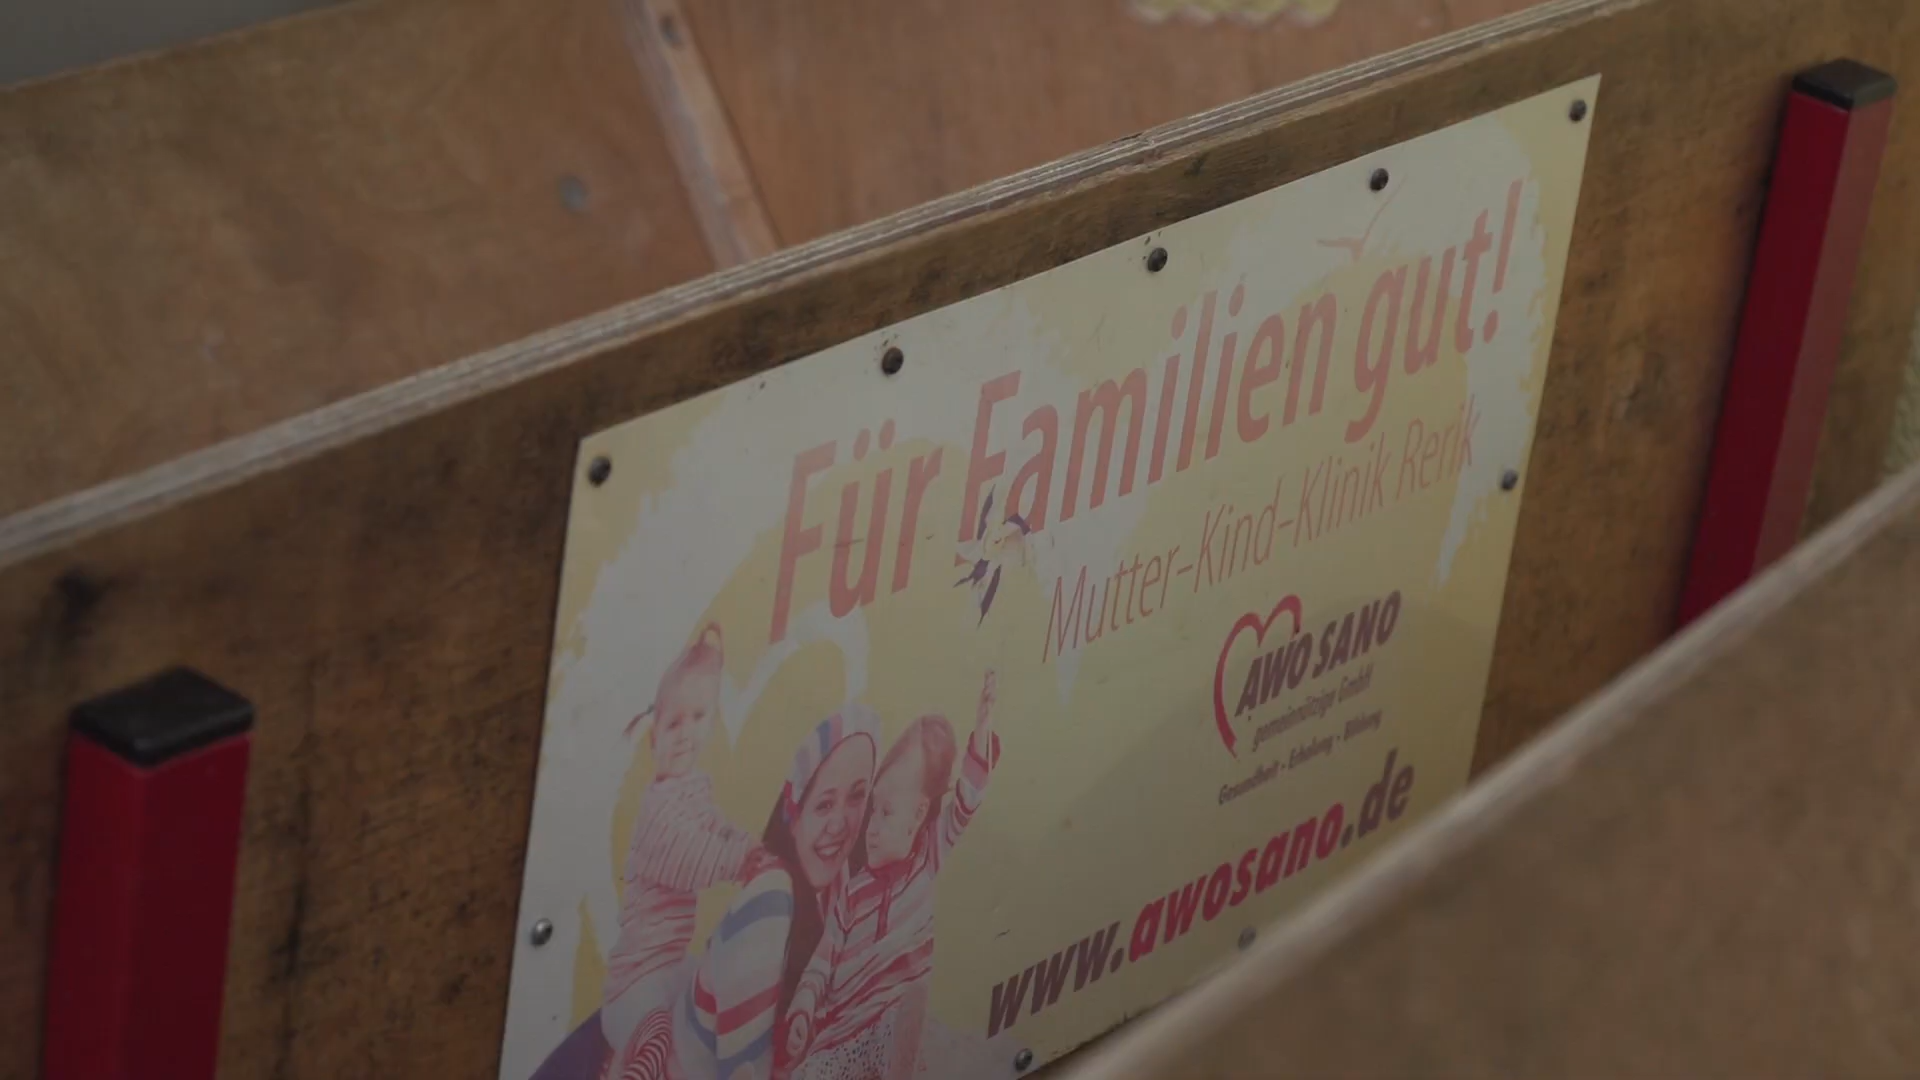 Für Familien gut!
Mutter-Kind-Klinik Rerik
AWO SANO
gemeinnützige GmbH
Gesundheit - Erholung - Bildung
www.awosano.de